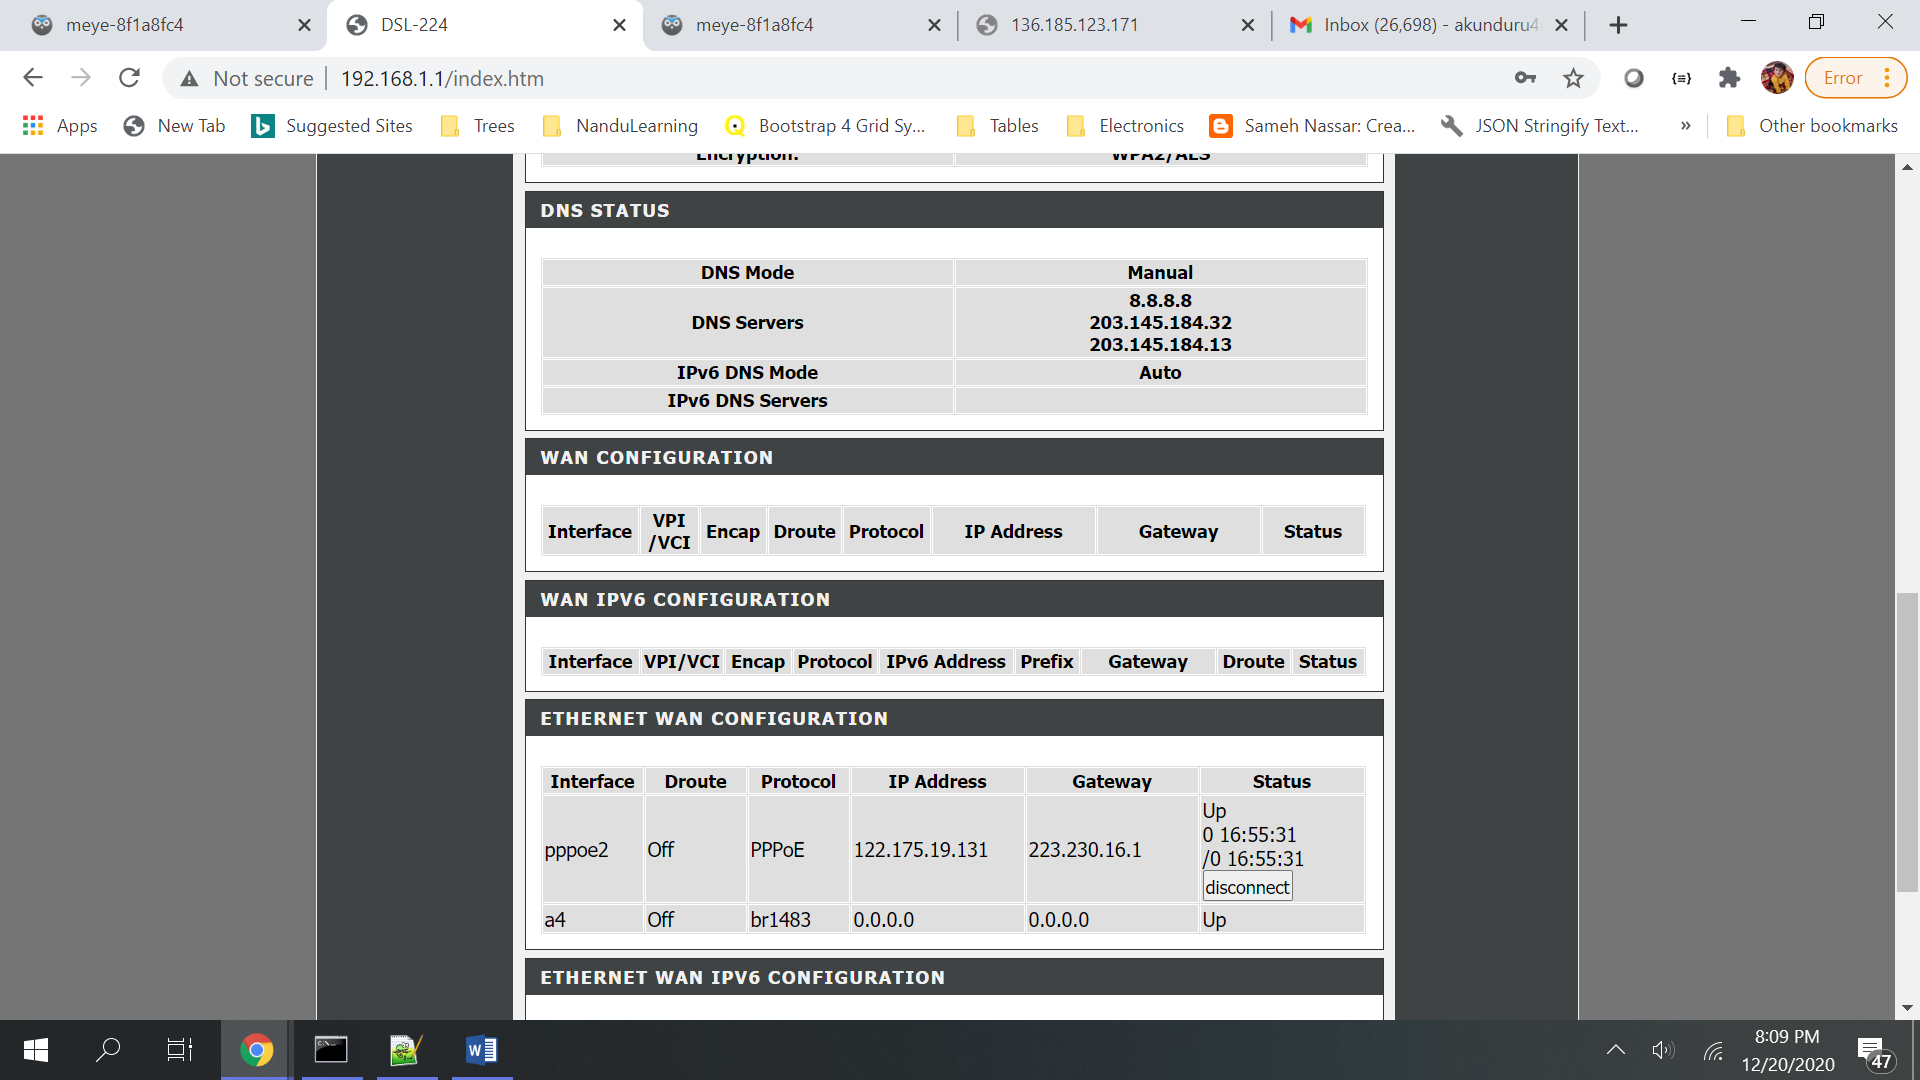 meye-8f1a8fc4
DSL-224
meye-8f1a8fc4
136.185.123.171
Inbox (26,698) - akunduru4
Not secure
192.168.1.1/index.htm
Error
Apps
New Tab
Suggested Sites
Trees
NanduLearning
Bootstrap 4 Grid Sy...
Tables
Electronics
Sameh Nassar: Crea...
JSON Stringify Text...
»
Other bookmarks
Encryption: WPA2/AES
DNS STATUS
DNS Mode Manual
DNS Servers
8.8.8.8
203.145.184.32
203.145.184.13
IPv6 DNS Mode Auto
IPv6 DNS Servers
WAN CONFIGURATION
Interface VPI /VCI Encap Droute Protocol IP Address Gateway Status
WAN IPV6 CONFIGURATION
Interface VPI/VCI Encap Protocol IPv6 Address Prefix Gateway Droute Status
ETHERNET WAN CONFIGURATION
Interface Droute Protocol IP Address Gateway Status
pppoe2 Off PPPoE 122.175.19.131 223.230.16.1
Up
0 16:55:31
/0 16:55:31
disconnect
a4 Off br1483 0.0.0.0 0.0.0.0 Up
ETHERNET WAN IPV6 CONFIGURATION
8:09 PM
12/20/2020
47